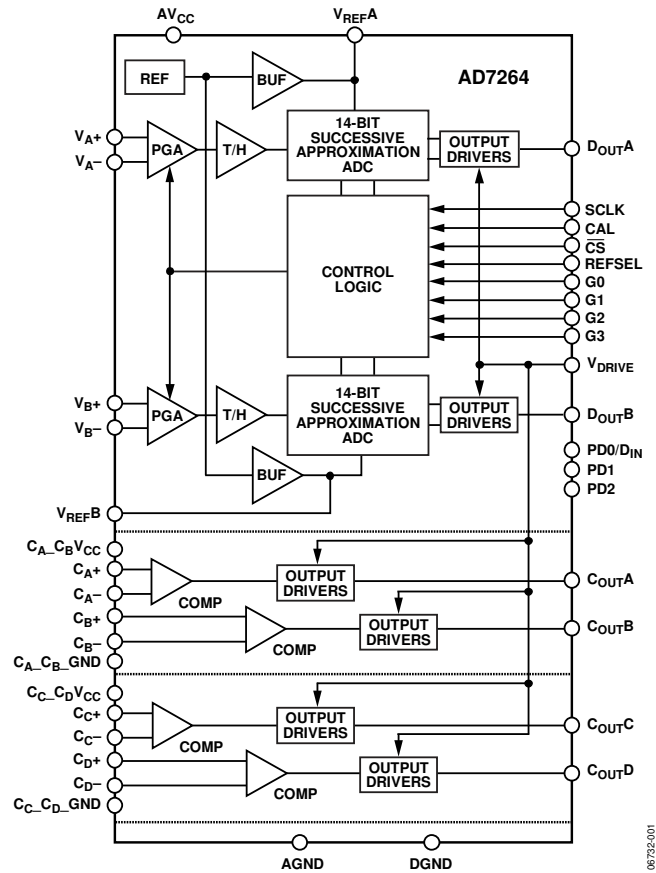 AVCC
VREFA
REF
BUF
AD7264
VA+
VA–
PGA
T/H
14-BIT
SUCCESSIVE
APPROXIMATION
ADC
OUTPUT
DRIVERS
DOUTA
SCLK
CAL
CS
REFSEL
G0
G1
G2
G3
CONTROL
LOGIC
VDRIVE
VB+
VB–
PGA
T/H
14-BIT
SUCCESSIVE
APPROXIMATION
ADC
OUTPUT
DRIVERS
DOUTB
PD0/DIN
PD1
PD2
BUF
VREFB
CA_CBVCC
CA+
CA–
COMP
OUTPUT
DRIVERS
COUTA
CB+
CB–
COMP
OUTPUT
DRIVERS
COUTB
CA_CB_GND
CC_CDVCC
CC+
CC–
COMP
OUTPUT
DRIVERS
COUTC
CD+
CD–
COMP
OUTPUT
DRIVERS
COUTD
CC_CD_GND
AGND
DGND
06732-001